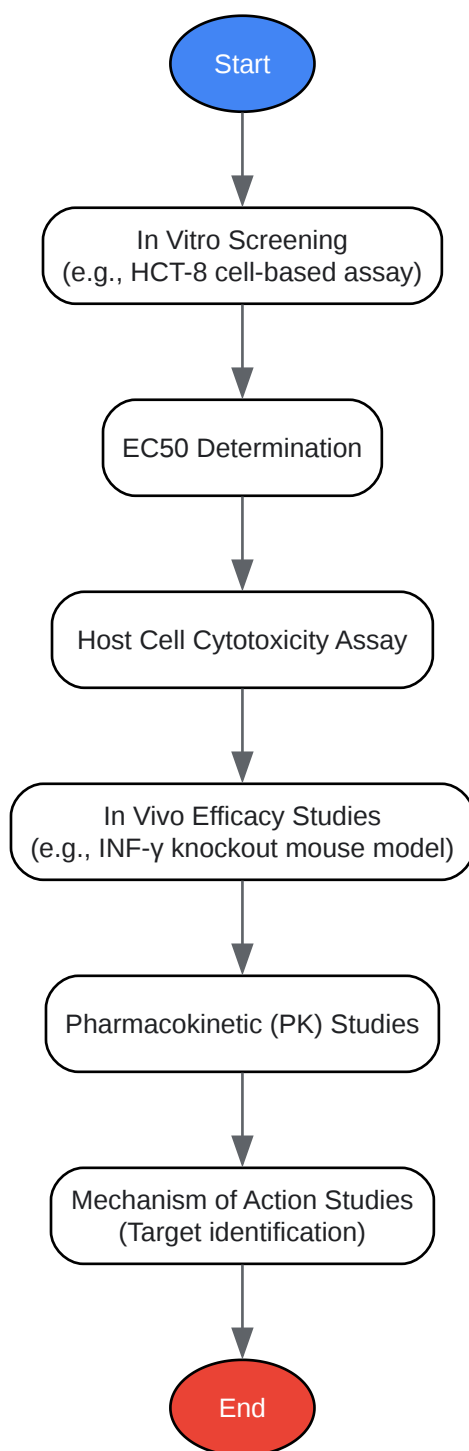 Start
In Vitro Screening
(e.g., HCT-8 cell-based assay)
EC50 Determination
Host Cell Cytotoxicity Assay
In Vivo Efficacy Studies
(e.g., INF-γ knockout mouse model)
Pharmacokinetic (PK) Studies
Mechanism of Action Studies
(Target identification)
End